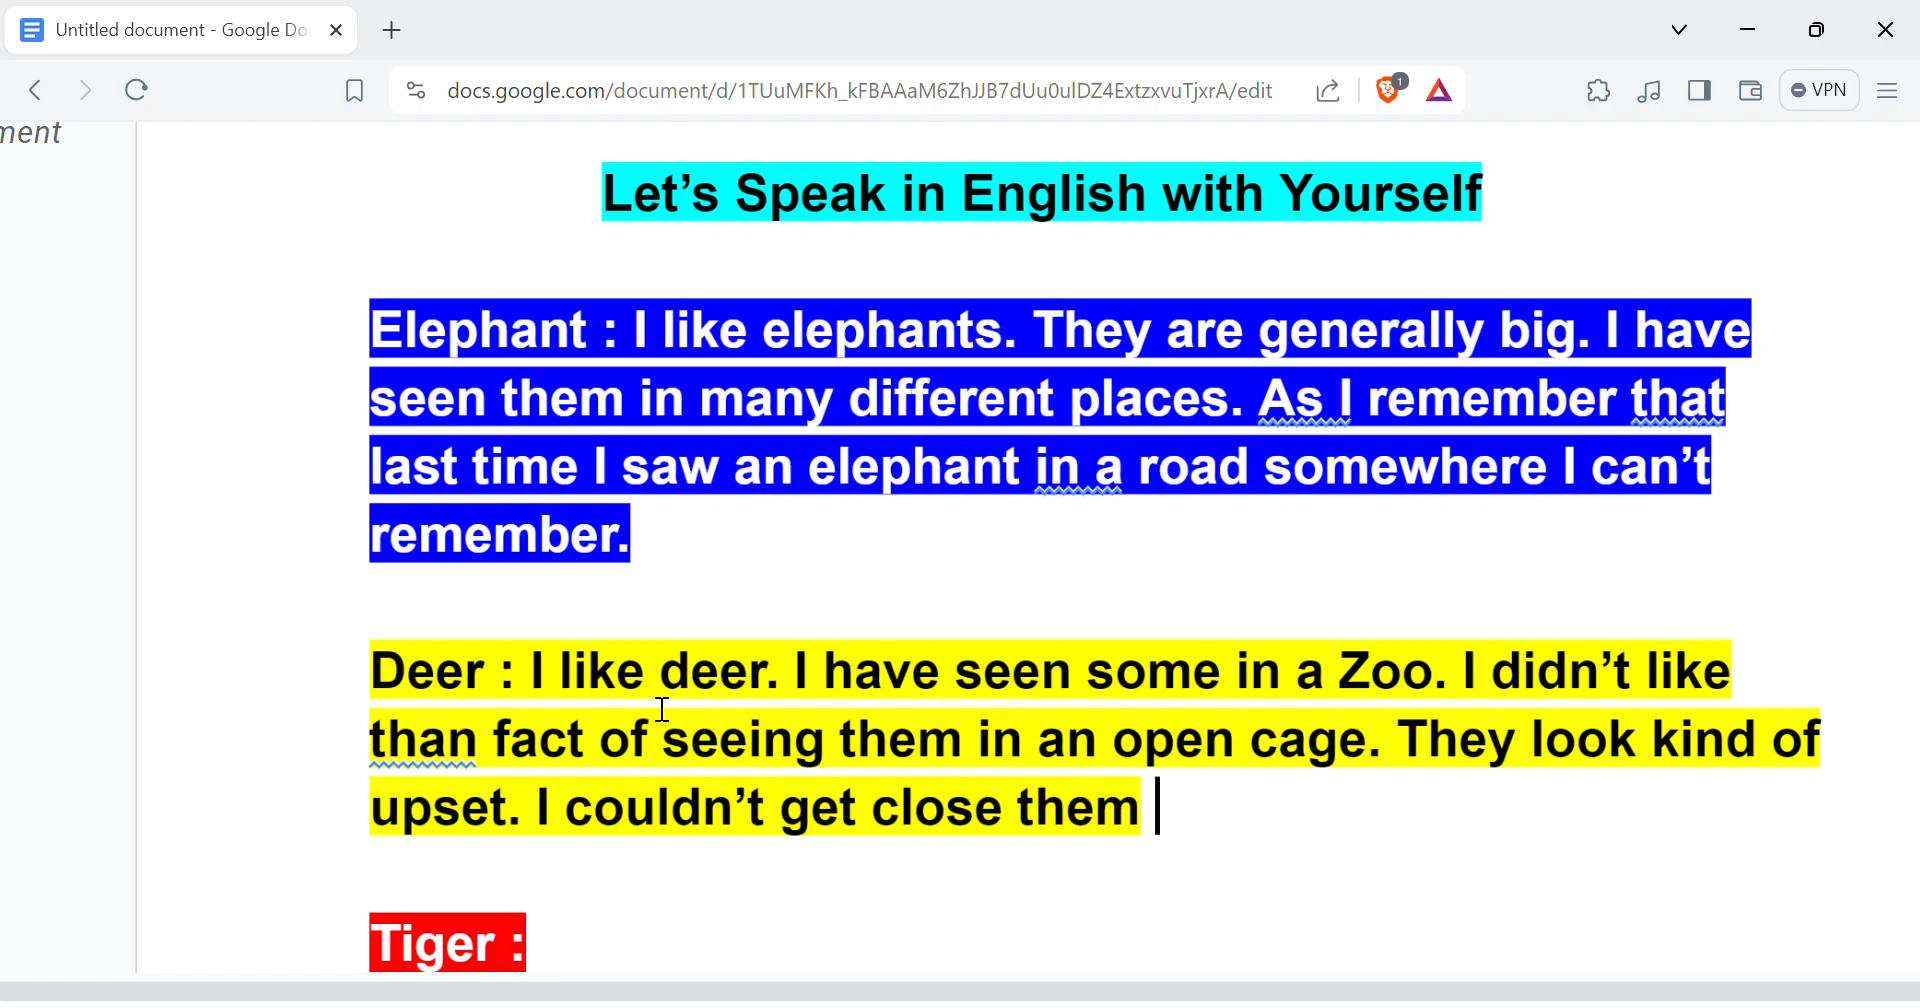 Untitled document - Google Do
docs.google.com/document/d/1TUuMFKh_kFBAAaM6ZhJJB7dUu0uIDZ4ExtzxvuTjxrA/edit
1
VPN
ment
Let's Speak in English with Yourself
Elephant : I like elephants. They are generally big. I have
seen them in many different places. As I remember that
last time I saw an elephant in a road somewhere I can't
remember.
Deer : I like deer. I have seen some in a Zoo. I didn't like
than fact of seeing them in an open cage. They look kind of
upset. I couldn't get close them
Tiger :